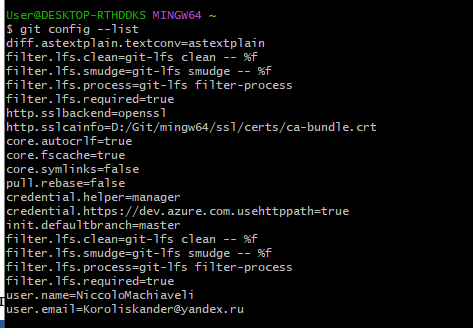 User@DESKTOP-RTHDDKS MINGW64 ~
$ git config --list
diff.astextplain.textconv=astextplain
filter.lfs.clean=git-lfs clean -- %f
filter.lfs.smudge=git-lfs smudge -- %f
filter.lfs.process=git-lfs filter-process
filter.lfs.required=true
http.sslbackend=openssl
http.sslcainfo=D:/Git/mingw64/ssl/certs/ca-bundle.crt
core.autocrlf=true
core.fscache=true
core.symlinks=false
pull.rebase=false
credential.helper=manager
credential.https://dev.azure.com.usehttppath=true
init.defaultbranch=master
filter.lfs.clean=git-lfs clean -- %f
filter.lfs.smudge=git-lfs smudge -- %f
filter.lfs.process=git-lfs filter-process
filter.lfs.required=true
user.name=NiccoloMachiaveli
user.email=Koroliskander@yandex.ru